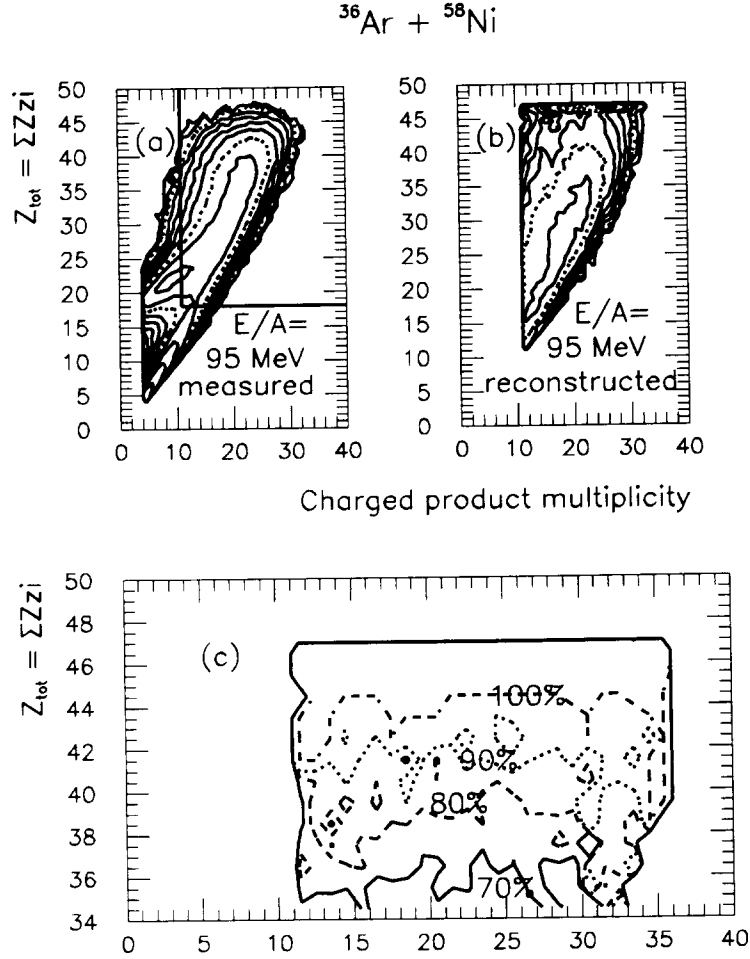 ³⁶Ar + ⁵⁸Ni
Z_tot = ΣZzi
50
45
40
35
30
25
20
15
10
5
0
(a)
E/A=
95 MeV
measured
0 10 20 30 40
50
45
40
35
30
25
20
15
10
5
0
(b)
E/A=
95 MeV
reconstructed
0 10 20 30 40
Charged product multiplicity
Z_tot = ΣZzi
50
48
46
44
42
40
38
36
34
(c)
100%
90%
80%
70%
0 5 10 15 20 25 30 35 40